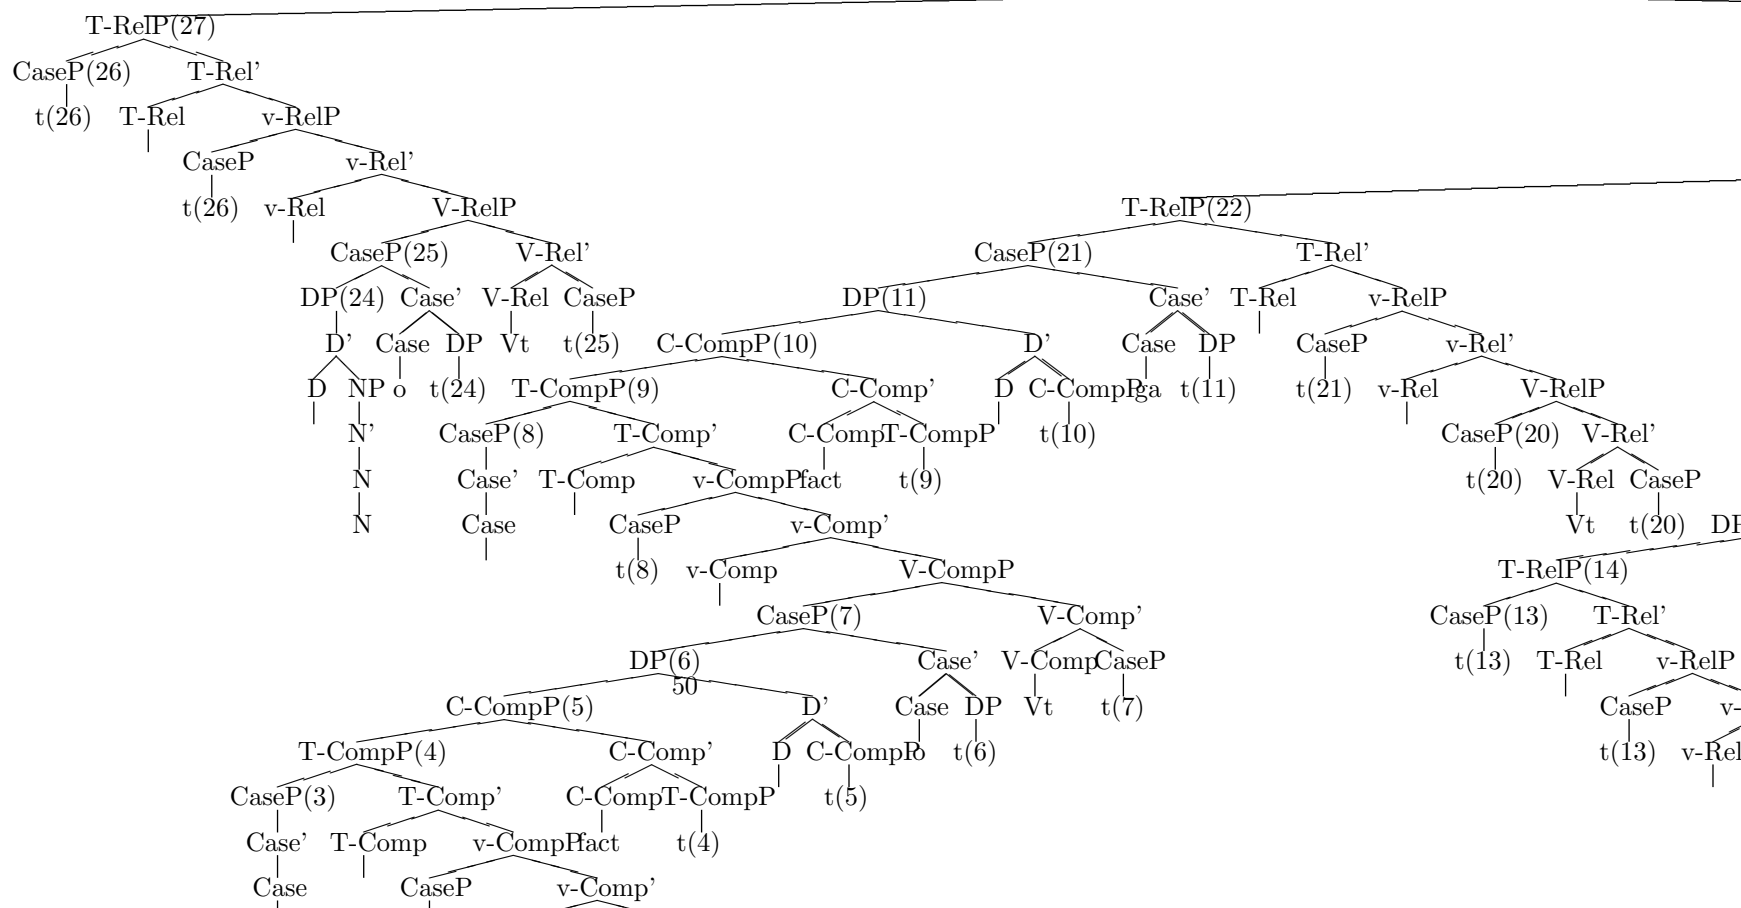 T-RelP(27)
CaseP(26) T-Rel’
t(26) T-Rel v-RelP
CaseP v-Rel’
t(26) v-Rel V-RelP T-RelP(22)
CaseP(25) V-Rel’ CaseP(21) T-Rel’
DP(24) Case’ V-Rel CaseP DP(11) Case’ T-Rel v-RelP
D’ Case DP Vt t(25) C-CompP(10) D’ Case DP CaseP v-Rel’
D NP o t(24) T-CompP(9) C-Comp’ D C-CompP ga t(11) t(21) v-Rel V-RelP
N’ CaseP(8) T-Comp’ C-Comp T-CompP t(10) CaseP(20) V-Rel’
N Case’ T-Comp v-CompP fact t(9) t(20) V-Rel CaseP
N Case CaseP v-Comp’ Vt t(20) DP
t(8) v-Comp V-CompP T-RelP(14)
CaseP(7) V-Comp’ CaseP(13) T-Rel’
DP(6) Case’ V-Comp CaseP t(13) T-Rel v-RelP
50
C-CompP(5) D’ Case DP Vt t(7) CaseP v-
T-CompP(4) C-Comp’ D C-CompP o t(6) t(13) v-Rel
CaseP(3) T-Comp’ C-Comp T-CompP t(5)
Case’ T-Comp v-CompP fact t(4)
Case CaseP v-Comp’